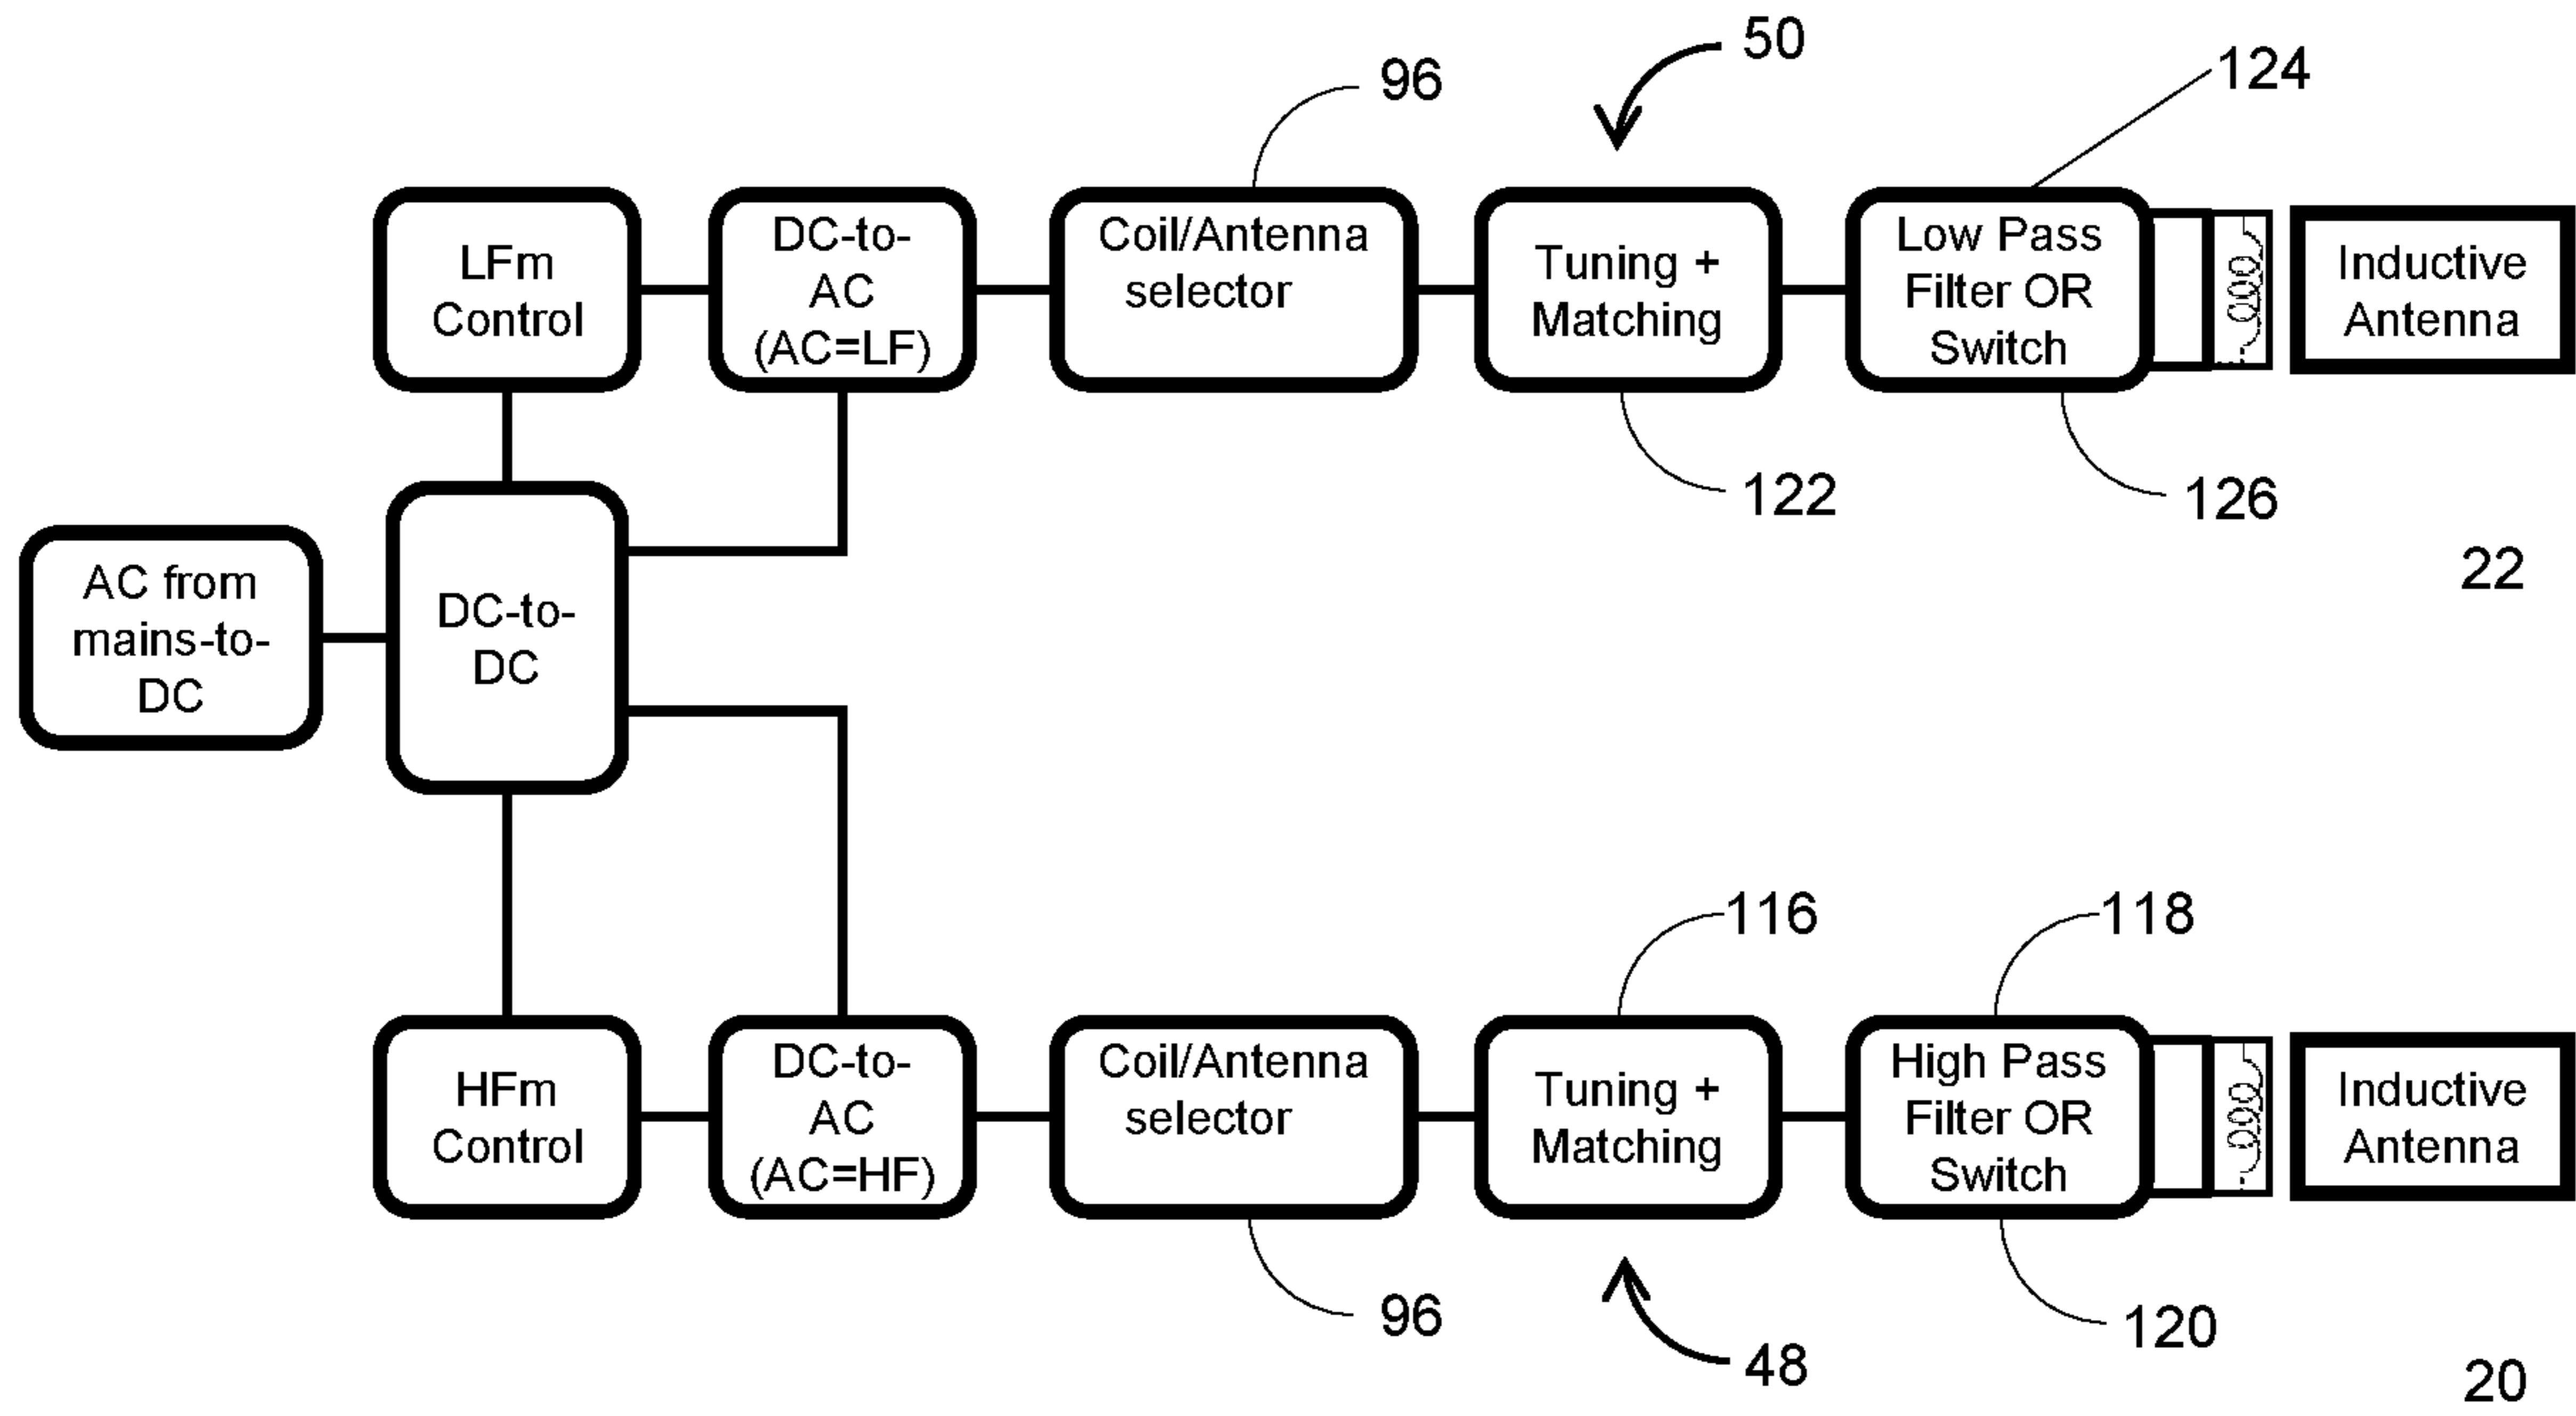 50
96
124
LFm
Control
DC-to-
AC
(AC=LF)
Coil/Antenna
selector
Tuning +
Matching
Low Pass
Filter OR
Switch
Inductive
Antenna
122
126
22
AC from
mains-to-
DC
DC-to-
DC
116
118
HFm
Control
DC-to-
AC
(AC=HF)
Coil/Antenna
selector
Tuning +
Matching
High Pass
Filter OR
Switch
Inductive
Antenna
96
48
120
20